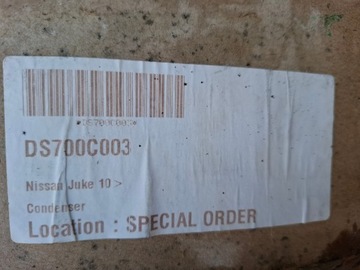 *DS700C003*
DS700C003
Nissan Juke 10 >
Condenser
Location : SPECIAL ORDER